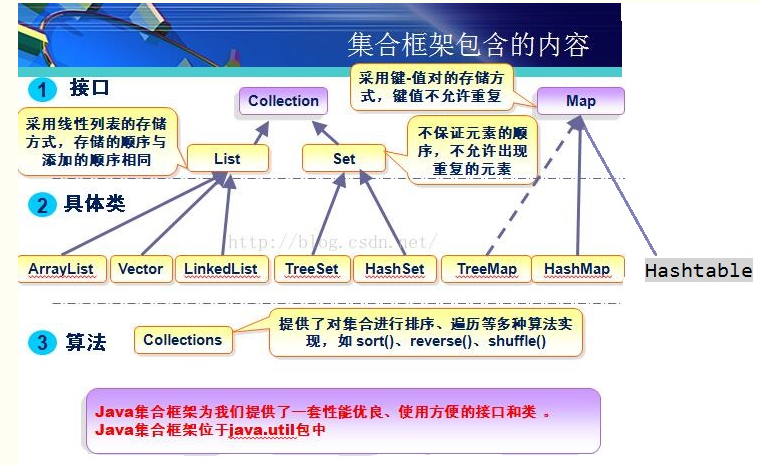 集合框架包含的内容
1 接口
Collection
采用键-值对的存储方
式，键值不允许重复
Map
采用线性列表的存储
方式，存储的顺序与
添加的顺序相同
List
Set
不保证元素的顺
序，不允许出现
重复的元素
2 具体类
http://blog.csdn.net/
ArrayList Vector LinkedList TreeSet HashSet TreeMap HashMap Hashtable
3 算法
Collections
提供了对集合进行排序、遍历等多种算法实
现，如 sort()、reverse()、shuffle()
Java集合框架为我们提供了一套性能优良、使用方便的接口和类 。
Java集合框架位于java.util包中